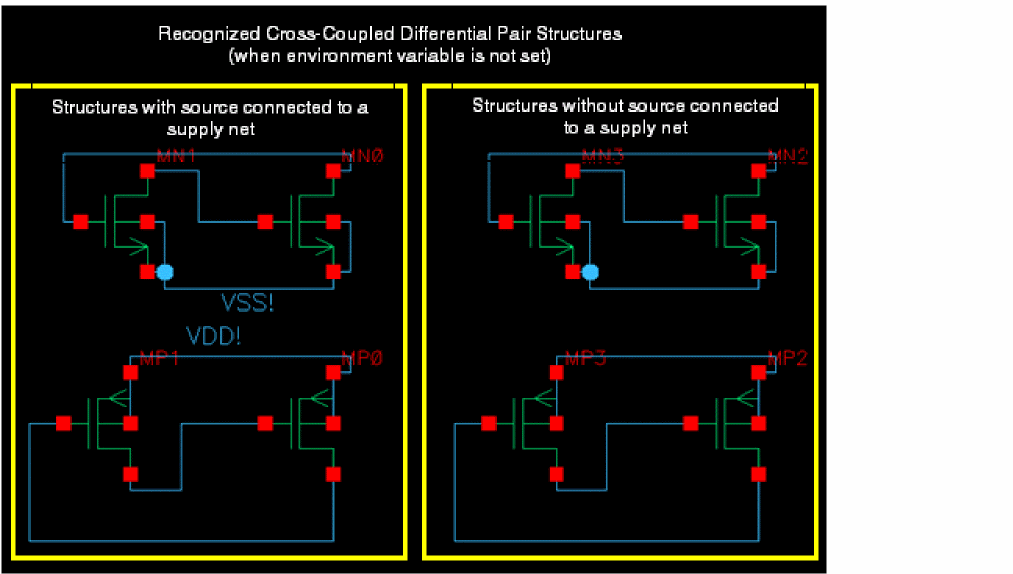 Recognized Cross-Coupled Differential Pair Structures
(when environment variable is not set)
Structures with source connected to a
supply net
MN1
MN0
VSS!
VDD!
MP1
MP0
Structures without source connected
to a supply net
MN3
MN2
MP3
MP2